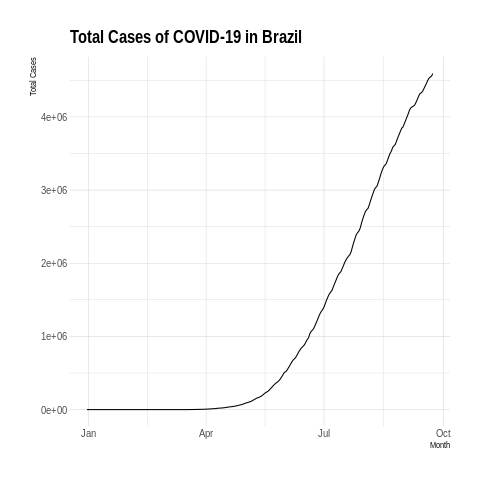 Total Cases of COVID-19 in Brazil
Total Cases
4e+06
3e+06
2e+06
1e+06
0e+00
Jan Apr Jul Oct
Month